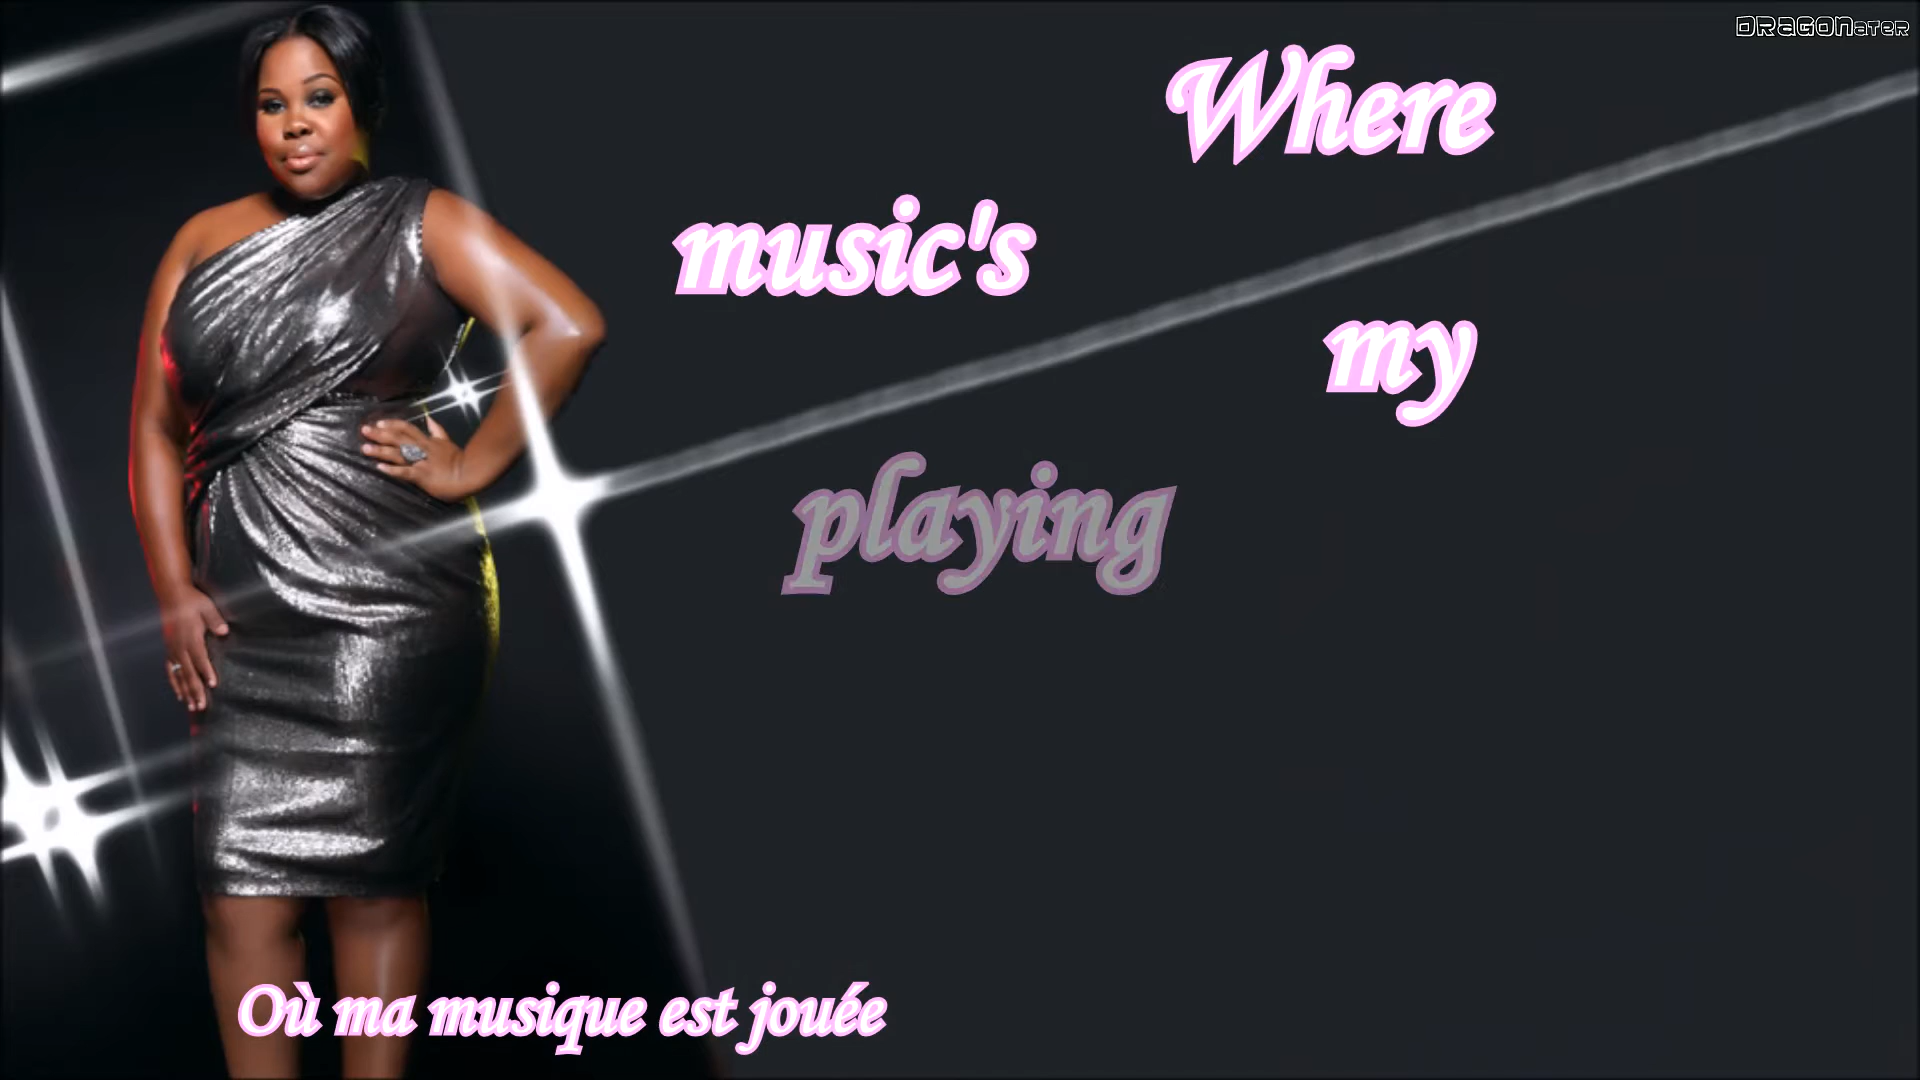 DRAGONater
Where
music's
my
playing
Où ma musique est jouée